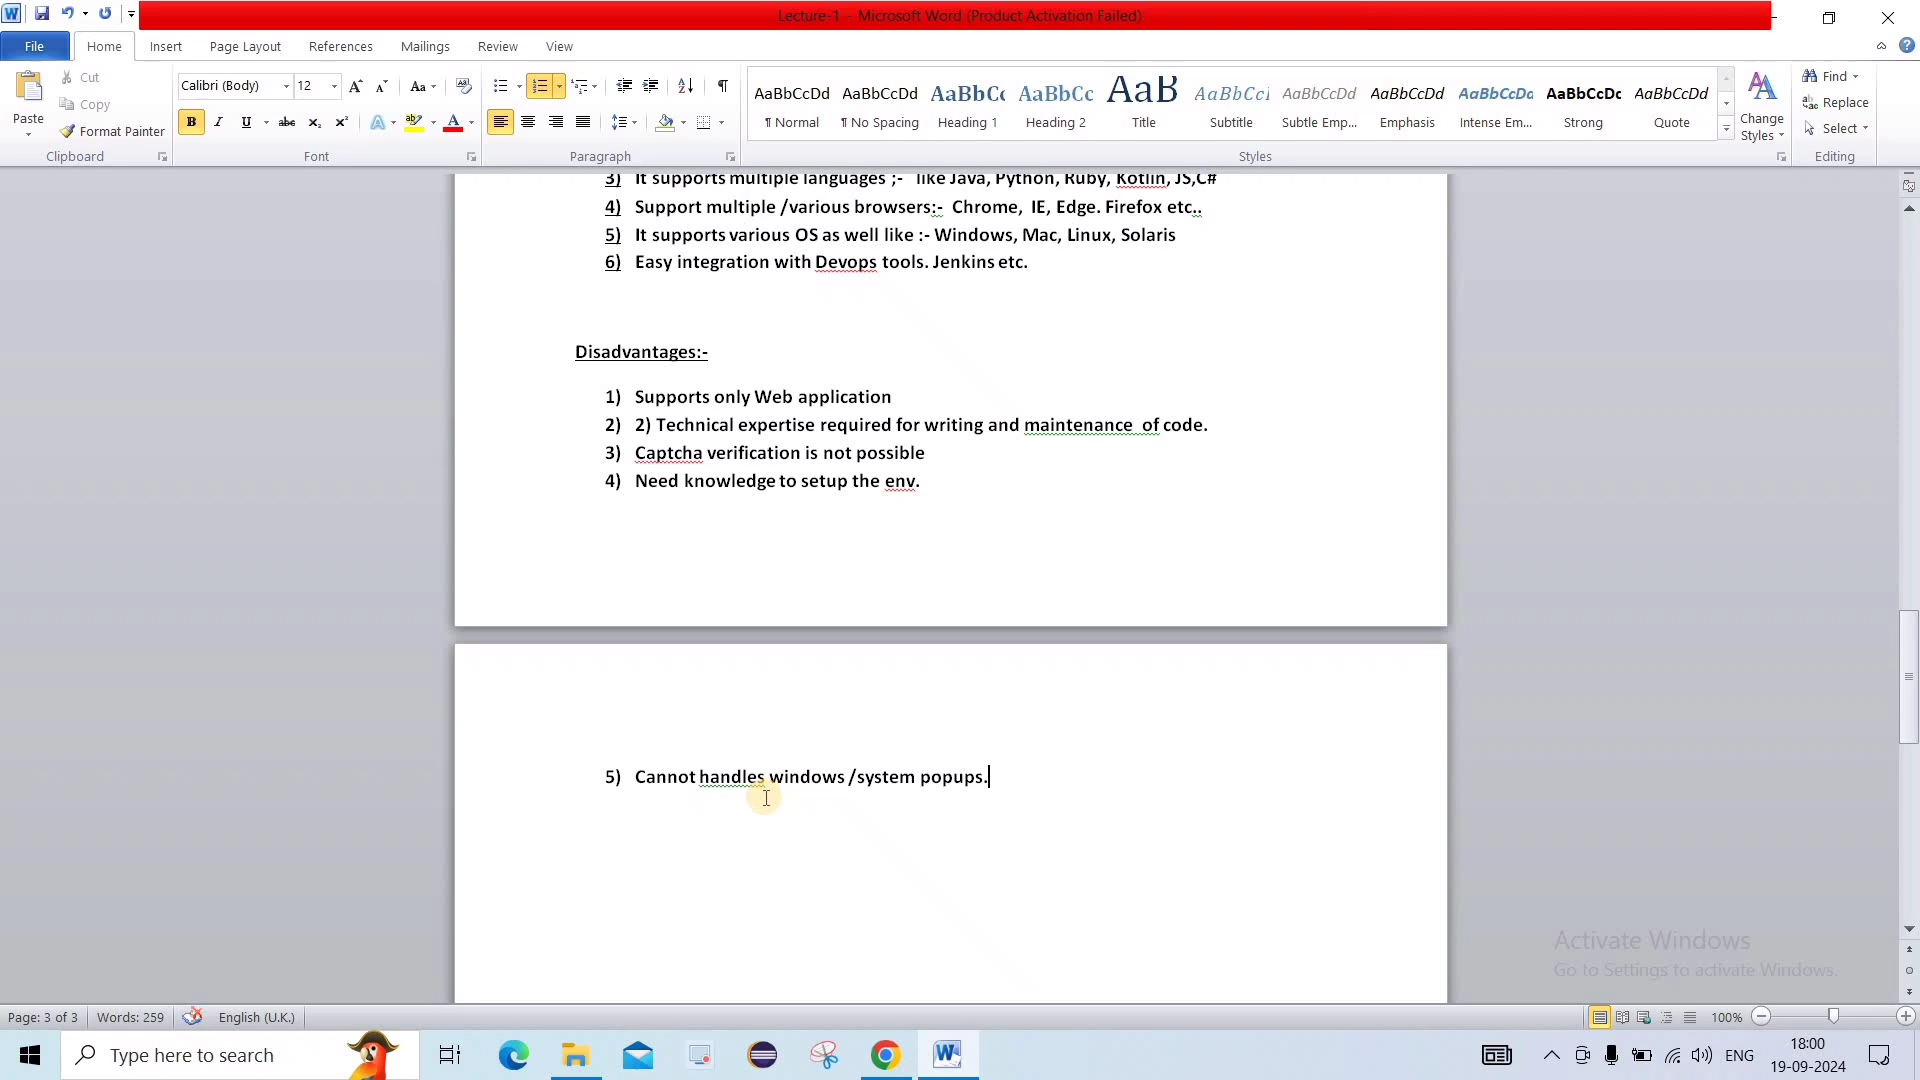 Lecture-1 - Microsoft Word (Product Activation Failed)
File Home Insert Page Layout References Mailings Review View
Paste
Cut
Copy
Format Painter
Clipboard
Calibri (Body) 12
Font
Paragraph
AaBbCcDd AaBbCcDd AaBbCc AaBbCc AaB AaBbCcI AaBbCcDd AaBbCcDd AaBbCcDd AaBbCcDc AaBbCcDd
¶ Normal ¶ No Spacing Heading 1 Heading 2 Title Subtitle Subtle Emp... Emphasis Intense Em... Strong Quote
Styles
Change Styles
Find
Replace
Select
Editing
3) It supports multiple languages ;- like Java, Python, Ruby, Kotlin, JS,C#
4) Support multiple /various browsers:- Chrome, IE, Edge. Firefox etc..
5) It supports various OS as well like :- Windows, Mac, Linux, Solaris
6) Easy integration with Devops tools. Jenkins etc.
Disadvantages:-
1) Supports only Web application
2) 2) Technical expertise required for writing and maintenance of code.
3) Captcha verification is not possible
4) Need knowledge to setup the env.
5) Cannot handles windows /system popups.
Activate Windows
Go to Settings to activate Windows.
Page: 3 of 3 Words: 259 English (U.K.) 100%
Type here to search
ENG
18:00
19-09-2024